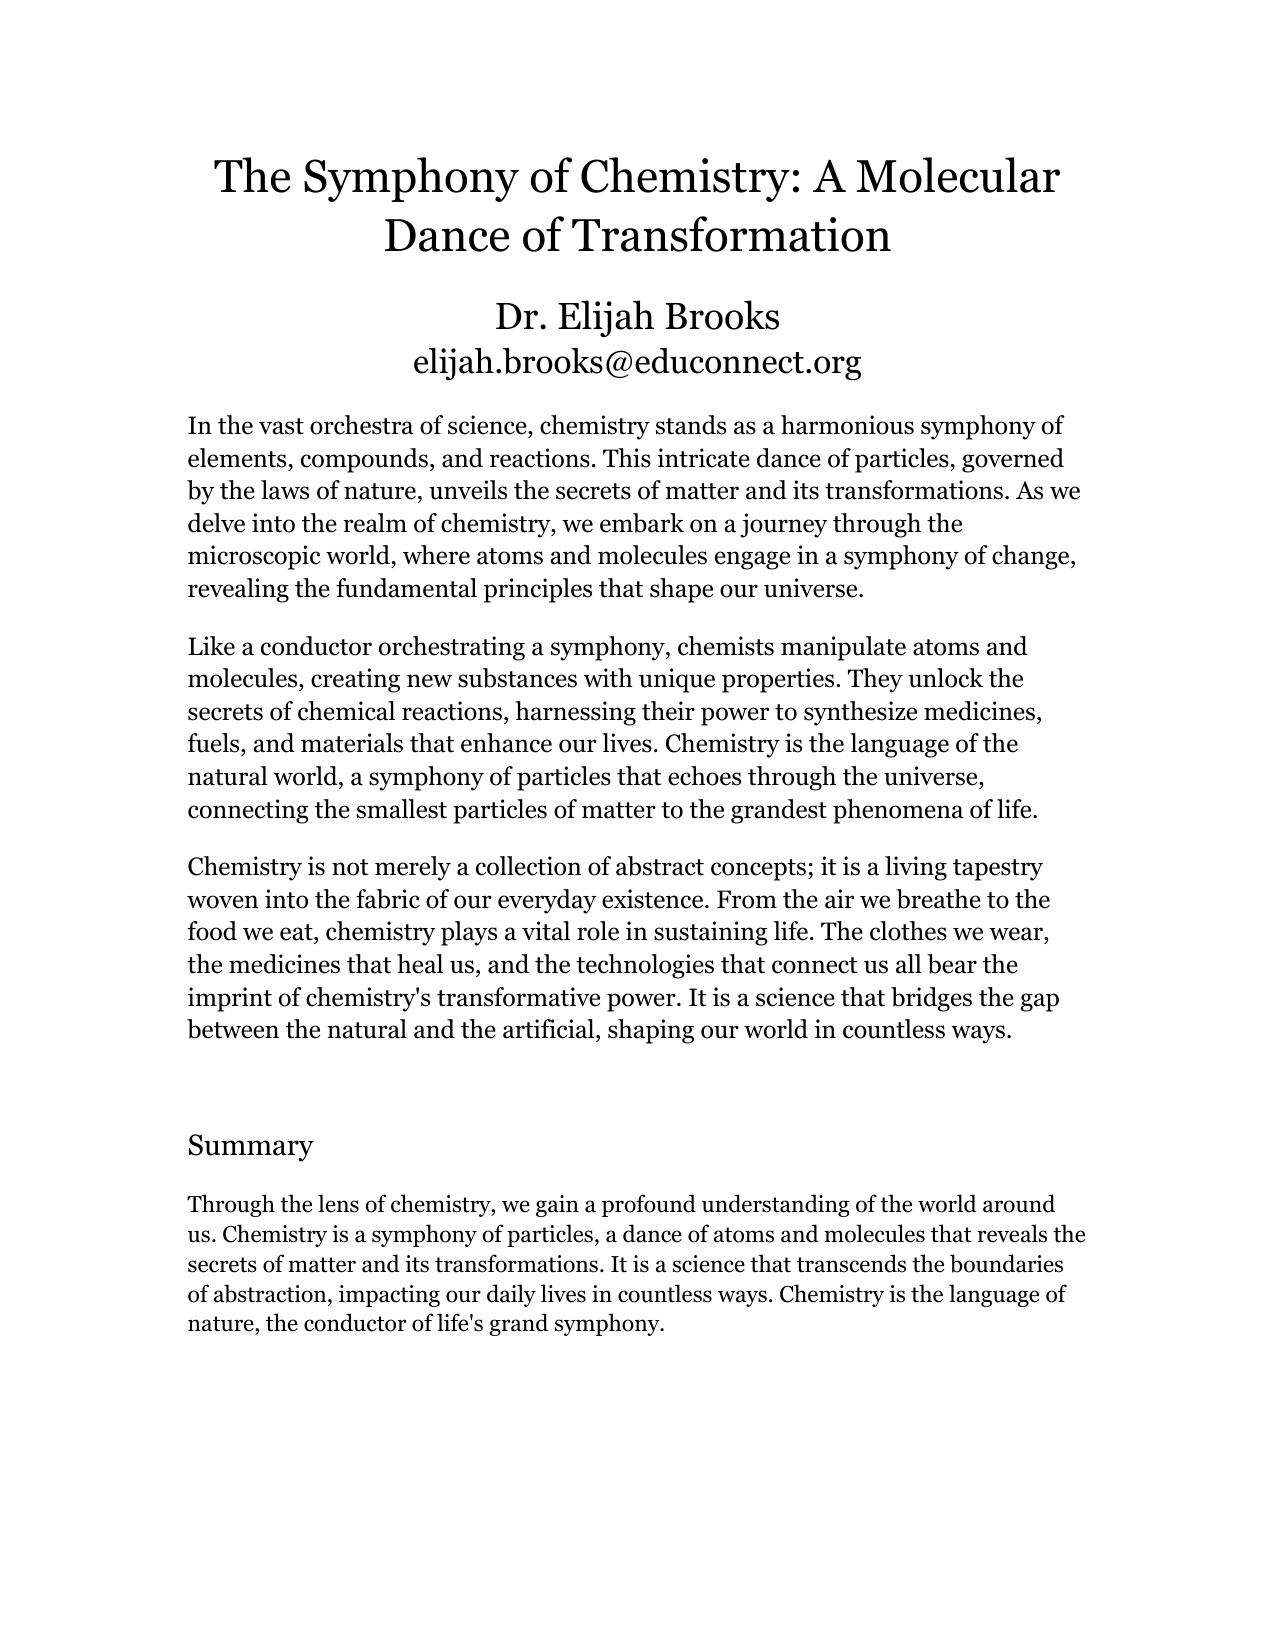 The Symphony of Chemistry: A Molecular
Dance of Transformation
Dr. Elijah Brooks
elijah.brooks@educonnect.org
In the vast orchestra of science, chemistry stands as a harmonious symphony of
elements, compounds, and reactions. This intricate dance of particles, governed
by the laws of nature, unveils the secrets of matter and its transformations. As we
delve into the realm of chemistry, we embark on a journey through the
microscopic world, where atoms and molecules engage in a symphony of change,
revealing the fundamental principles that shape our universe.
Like a conductor orchestrating a symphony, chemists manipulate atoms and
molecules, creating new substances with unique properties. They unlock the
secrets of chemical reactions, harnessing their power to synthesize medicines,
fuels, and materials that enhance our lives. Chemistry is the language of the
natural world, a symphony of particles that echoes through the universe,
connecting the smallest particles of matter to the grandest phenomena of life.
Chemistry is not merely a collection of abstract concepts; it is a living tapestry
woven into the fabric of our everyday existence. From the air we breathe to the
food we eat, chemistry plays a vital role in sustaining life. The clothes we wear,
the medicines that heal us, and the technologies that connect us all bear the
imprint of chemistry's transformative power. It is a science that bridges the gap
between the natural and the artificial, shaping our world in countless ways.
Summary
Through the lens of chemistry, we gain a profound understanding of the world around
us. Chemistry is a symphony of particles, a dance of atoms and molecules that reveals the
secrets of matter and its transformations. It is a science that transcends the boundaries
of abstraction, impacting our daily lives in countless ways. Chemistry is the language of
nature, the conductor of life's grand symphony.